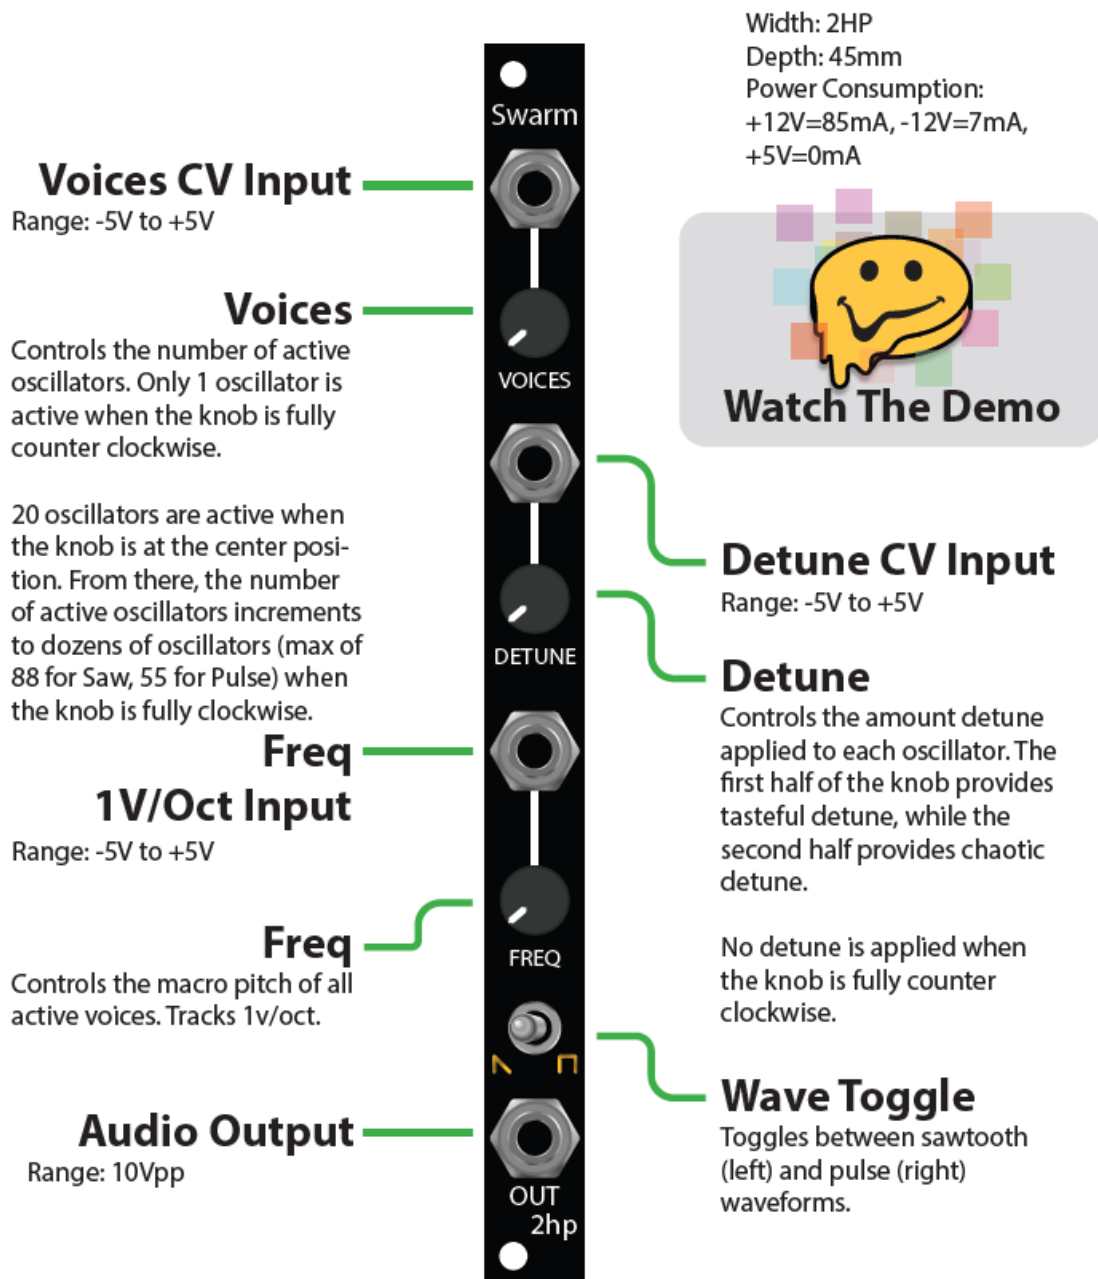 Width: 2HP
Depth: 45mm
Power Consumption:
+12V=85mA, -12V=7mA,
+5V=0mA
Swarm
Voices CV Input
Range: -5V to +5V
Voices
Controls the number of active
oscillators. Only 1 oscillator is
active when the knob is fully
counter clockwise.
20 oscillators are active when
the knob is at the center posi-
tion. From there, the number
of active oscillators increments
to dozens of oscillators (max of
88 for Saw, 55 for Pulse) when
the knob is fully clockwise.
Freq
1V/Oct Input
Range: -5V to +5V
Freq
Controls the macro pitch of all
active voices. Tracks 1v/oct.
Audio Output
Range: 10Vpp
VOICES
DETUNE
FREQ
OUT
2hp
Watch The Demo
Detune CV Input
Range: -5V to +5V
Detune
Controls the amount detune
applied to each oscillator. The
first half of the knob provides
tasteful detune, while the
second half provides chaotic
detune.
No detune is applied when
the knob is fully counter
clockwise.
Wave Toggle
Toggles between sawtooth
(left) and pulse (right)
waveforms.